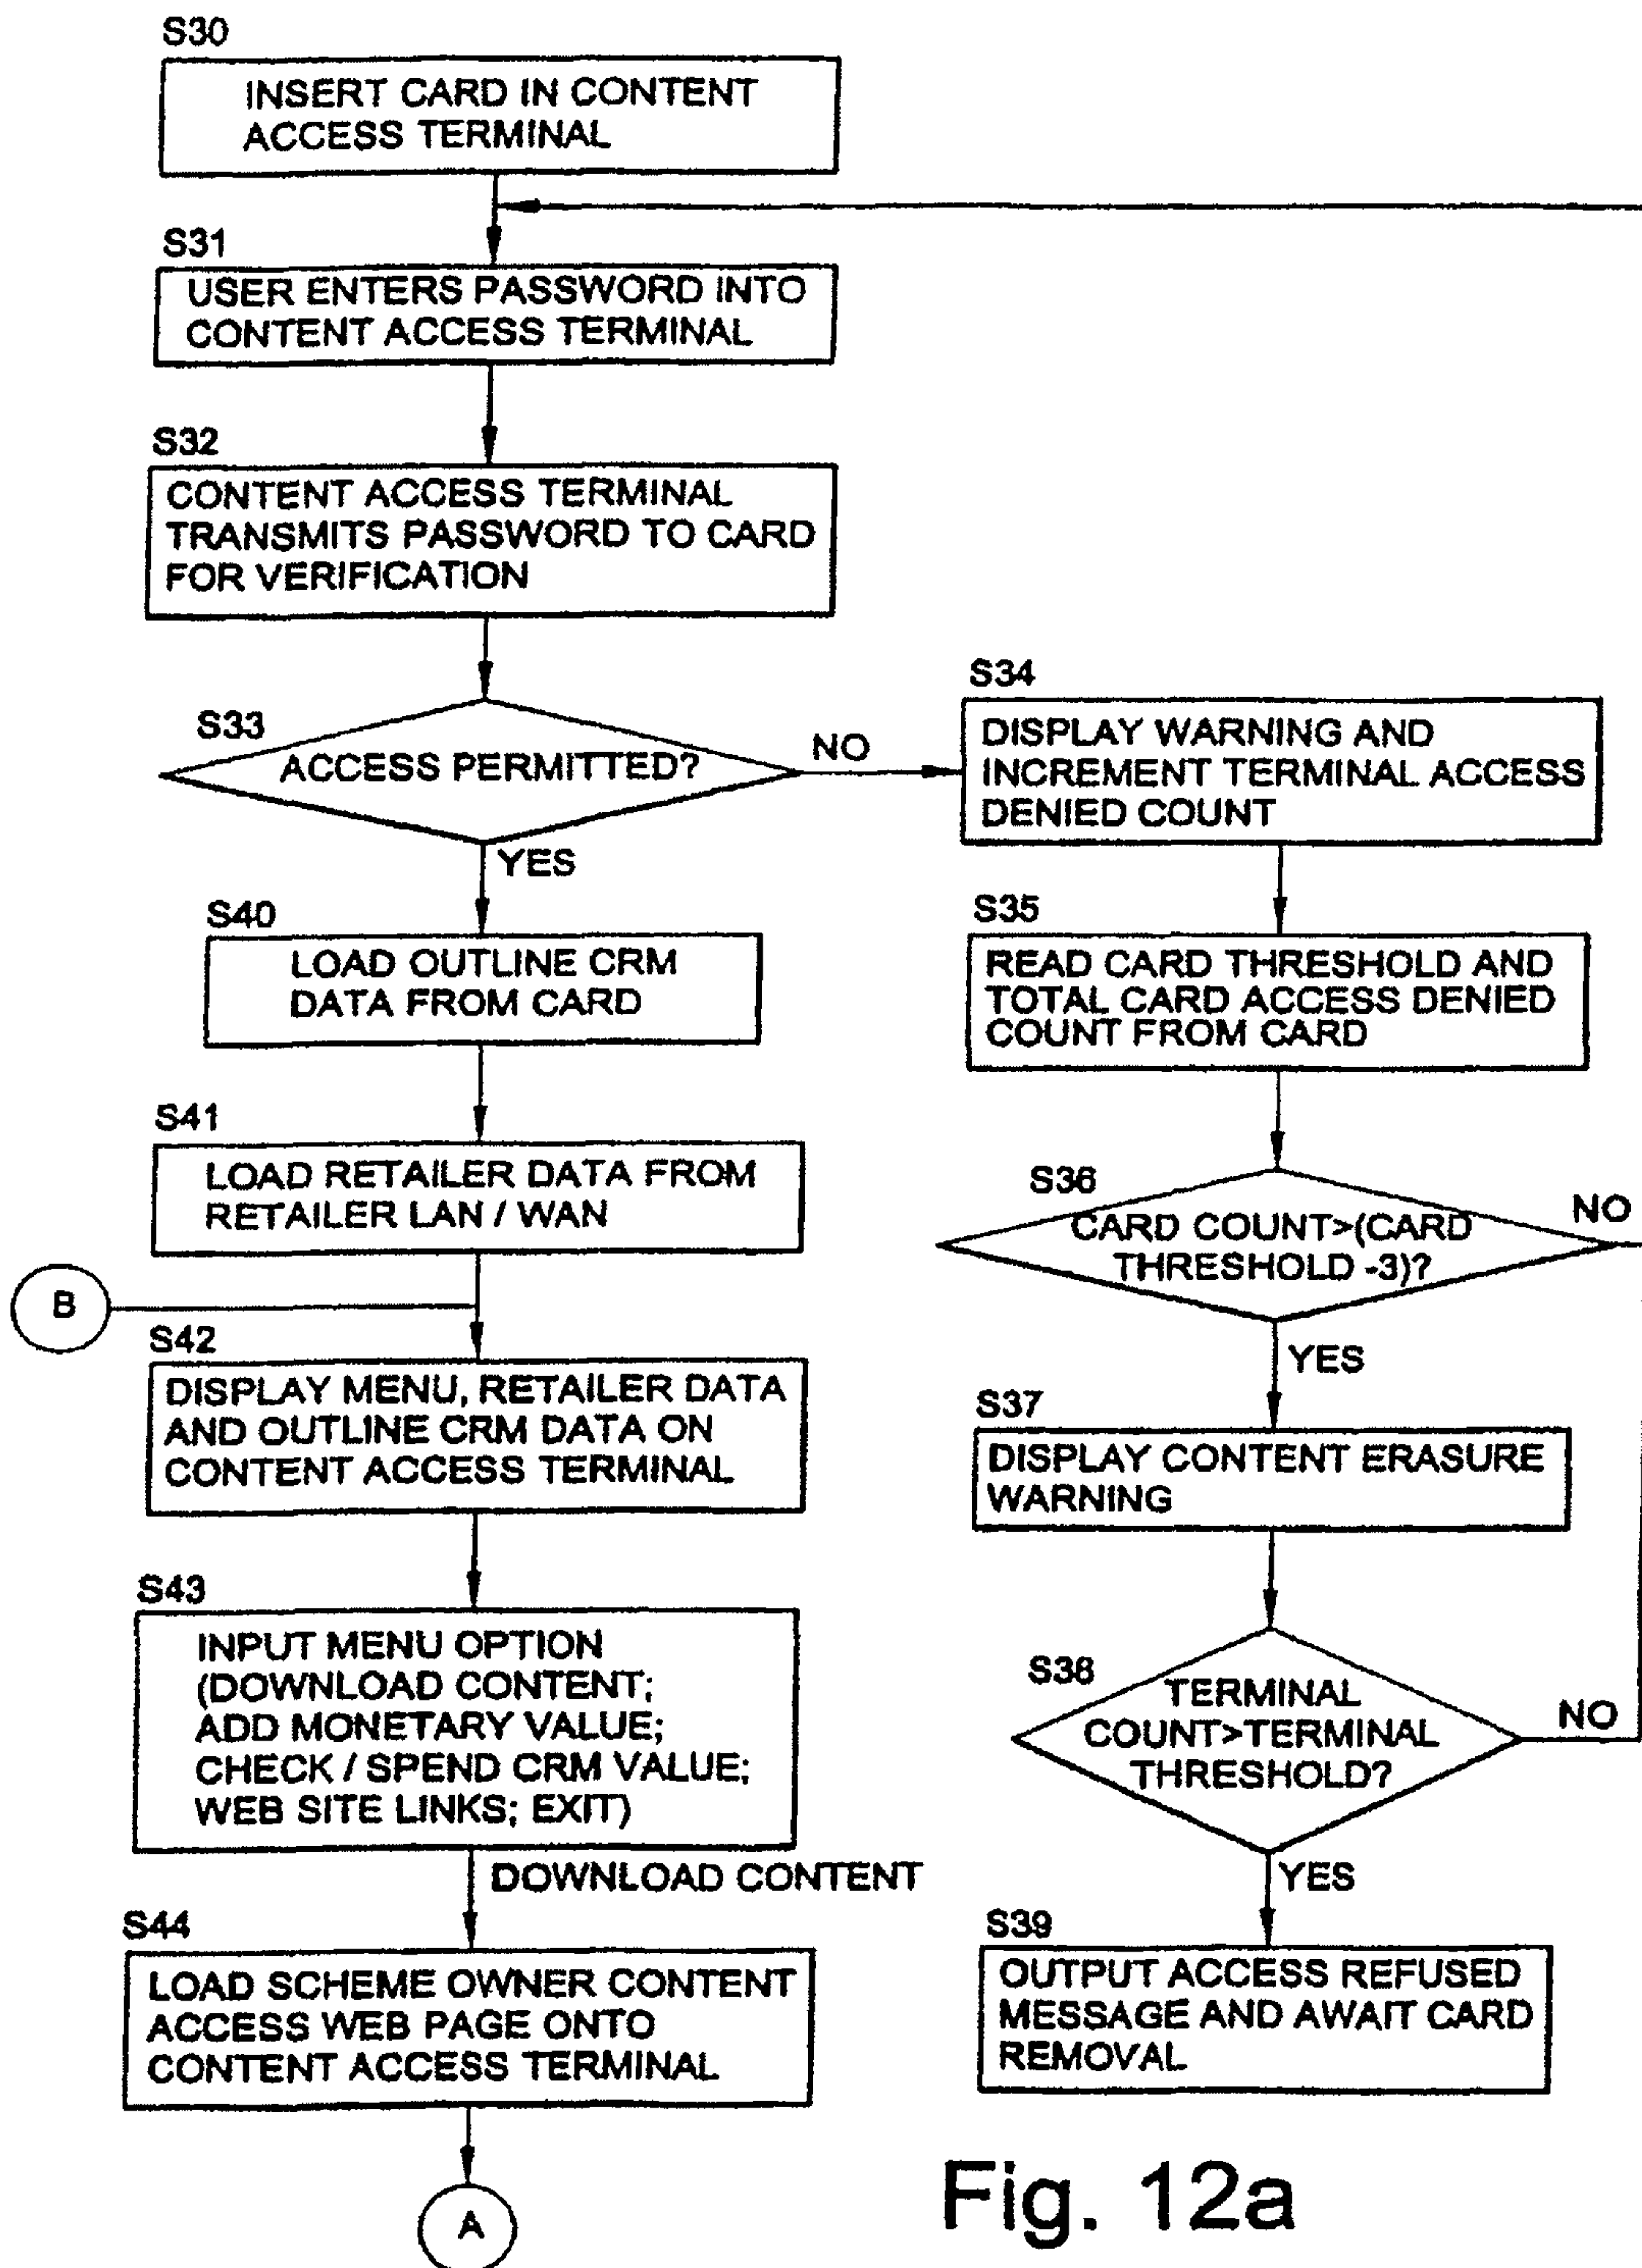 S30
INSERT CARD IN CONTENT
ACCESS TERMINAL
S31
USER ENTERS PASSWORD INTO
CONTENT ACCESS TERMINAL
S32
CONTENT ACCESS TERMINAL
TRANSMITS PASSWORD TO CARD
FOR VERIFICATION
S33
ACCESS PERMITTED?
NO
YES
S34
DISPLAY WARNING AND
INCREMENT TERMINAL ACCESS
DENIED COUNT
S35
READ CARD THRESHOLD AND
TOTAL CARD ACCESS DENIED
COUNT FROM CARD
S36
CARD COUNT>(CARD
THRESHOLD -3)?
NO
YES
S37
DISPLAY CONTENT ERASURE
WARNING
S38
TERMINAL
COUNT>TERMINAL
THRESHOLD?
NO
YES
S39
OUTPUT ACCESS REFUSED
MESSAGE AND AWAIT CARD
REMOVAL
S40
LOAD OUTLINE CRM
DATA FROM CARD
S41
LOAD RETAILER DATA FROM
RETAILER LAN / WAN
B
S42
DISPLAY MENU, RETAILER DATA
AND OUTLINE CRM DATA ON
CONTENT ACCESS TERMINAL
S43
INPUT MENU OPTION
(DOWNLOAD CONTENT;
ADD MONETARY VALUE;
CHECK / SPEND CRM VALUE;
WEB SITE LINKS; EXIT)
DOWNLOAD CONTENT
S44
LOAD SCHEME OWNER CONTENT
ACCESS WEB PAGE ONTO
CONTENT ACCESS TERMINAL
A
Fig. 12a